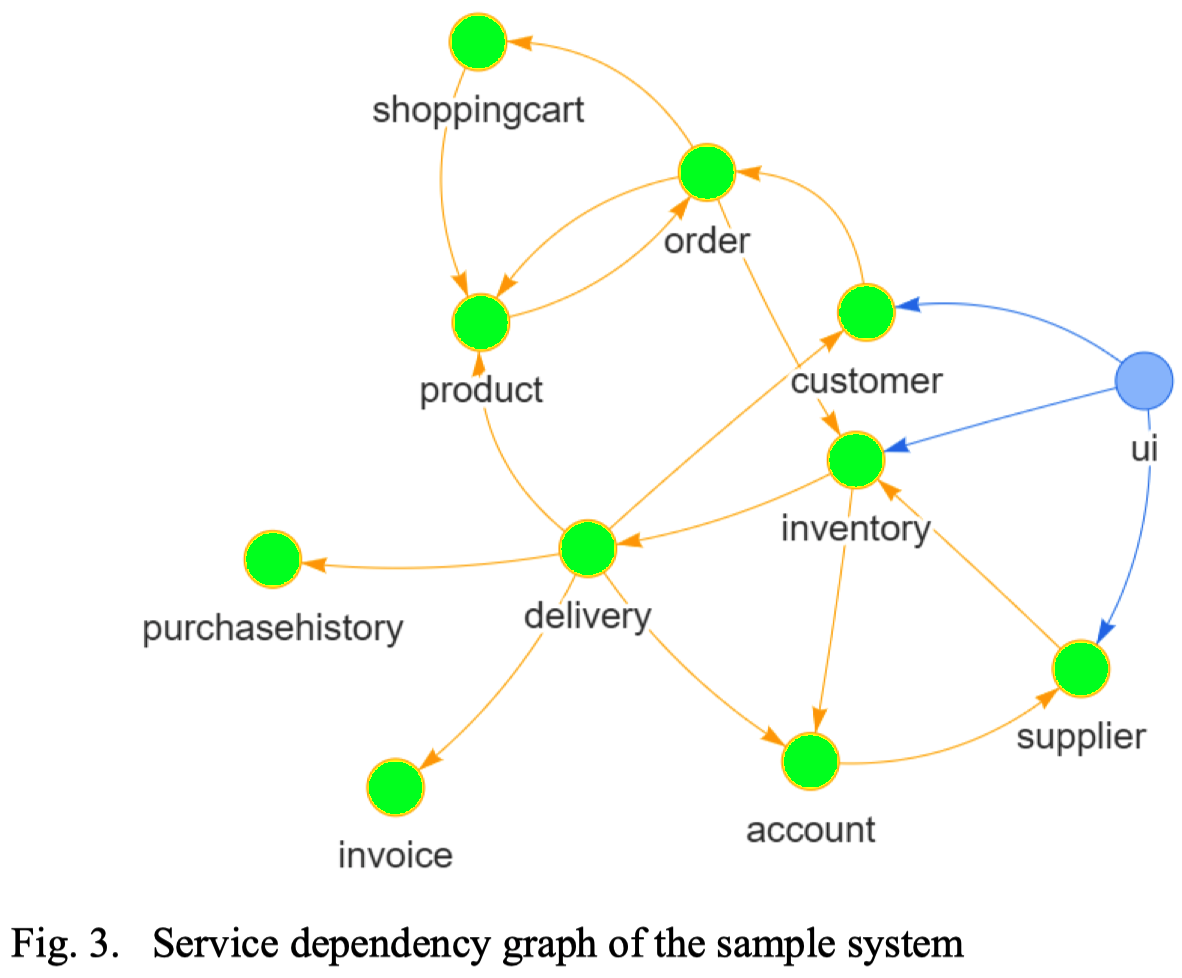 shoppingcart
order
customer
product
ui
inventory
delivery
purchasehistory
supplier
account
invoice
Fig. 3. Service dependency graph of the sample system